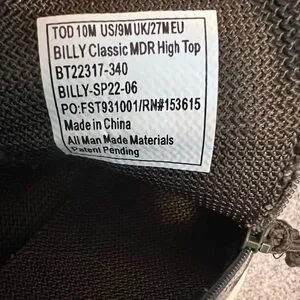 TOD 10M US/9M UK/27M EU
BILLY Classic MDR High Top
BT22317-340
BILLY-SP22-06
PO:FST931001/RN#153615
Made in China
All Man Made Materials
Patent Pending